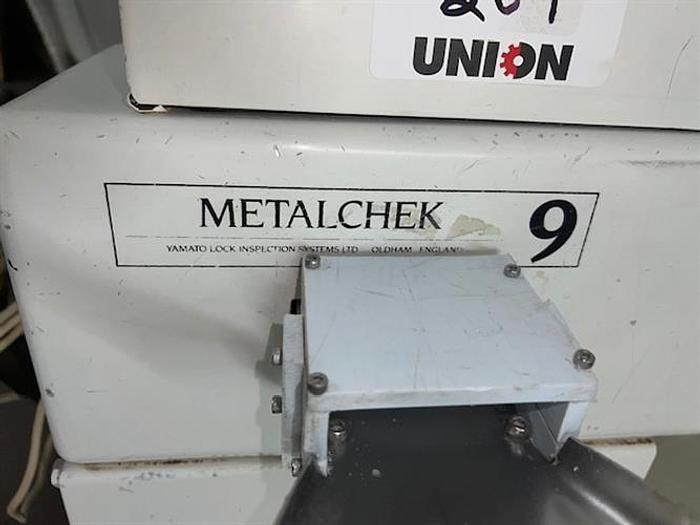 UNION
METALCHEK 9
YAMATO LOCK INSPECTION SYSTEMS LTD OLDHAM, ENGLAND